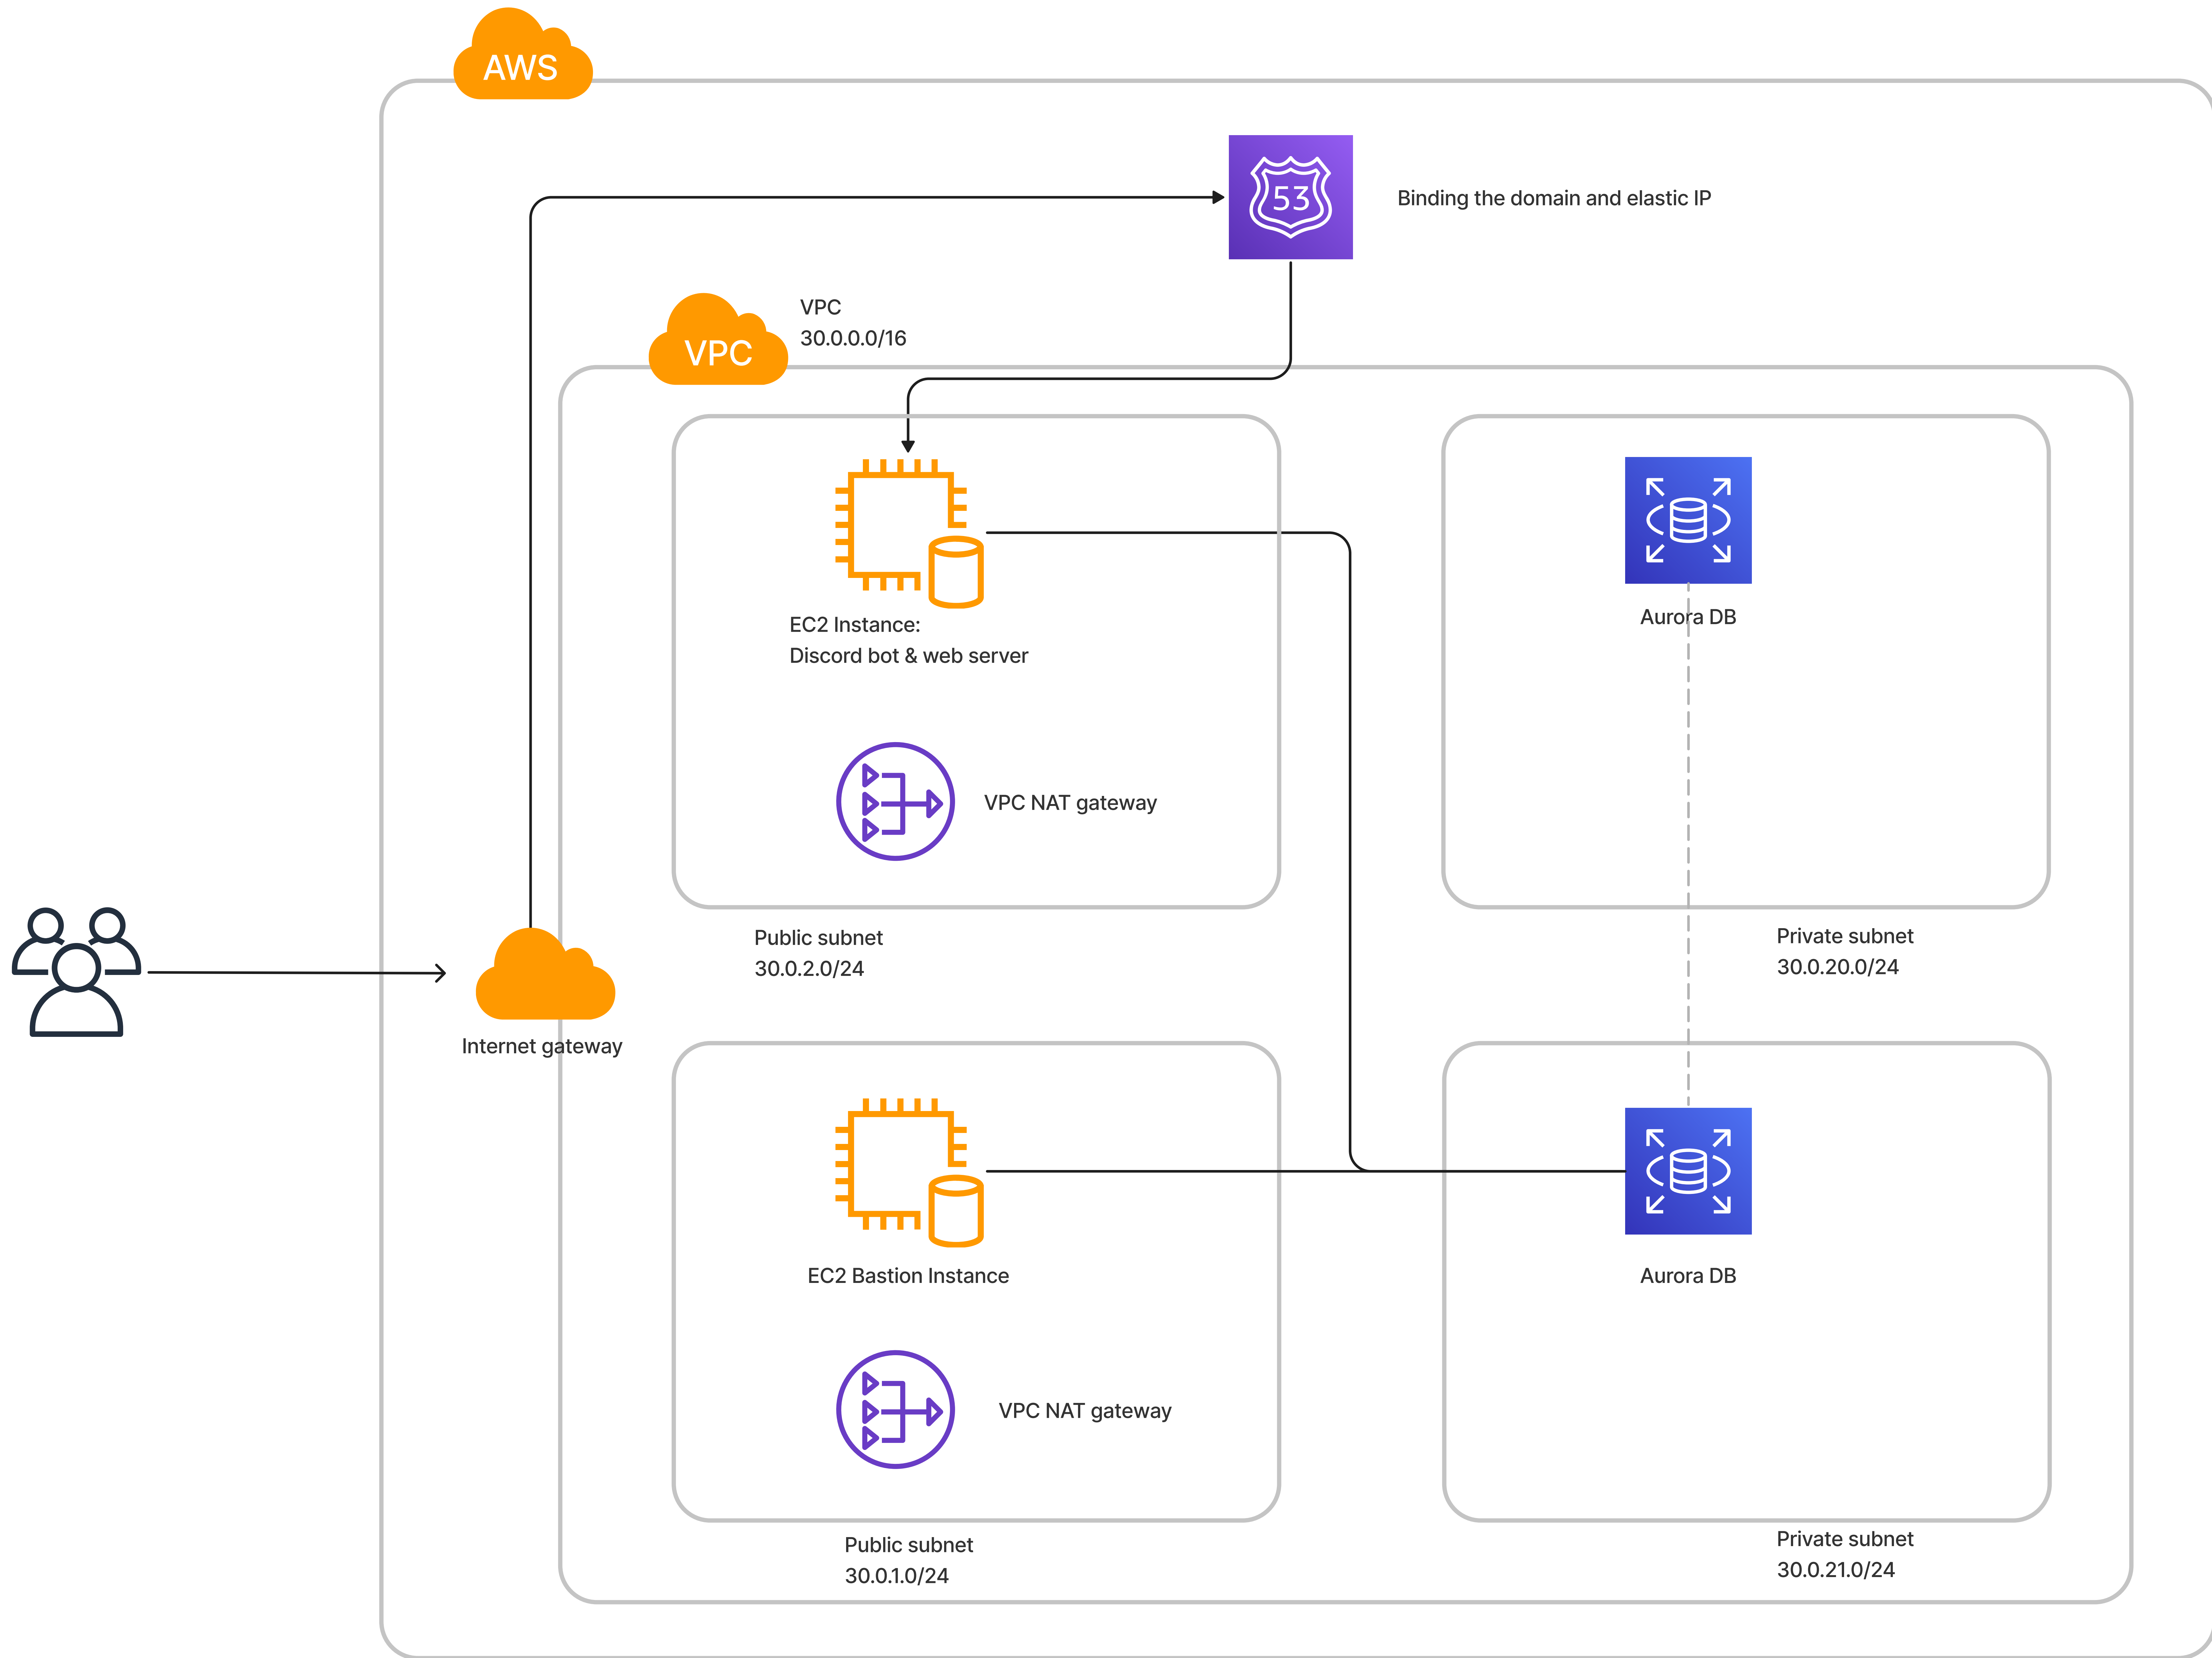 AWS
53
Binding the domain and elastic IP
VPC
30.0.0.0/16
VPC
EC2 Instance:
Discord bot & web server
Aurora DB
VPC NAT gateway
Public subnet
30.0.2.0/24
Private subnet
30.0.20.0/24
Internet gateway
EC2 Bastion Instance
Aurora DB
VPC NAT gateway
Public subnet
30.0.1.0/24
Private subnet
30.0.21.0/24